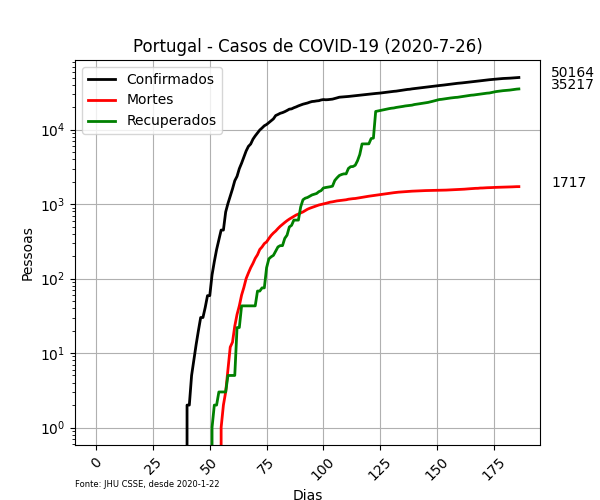 Portugal - Casos de COVID-19 (2020-7-26)
Confirmados
Mortes
Recuperados
50164
35217
1717
10^4
10^3
10^2
10^1
10^0
Pessoas
0
25
50
75
100
125
150
175
Dias
Fonte: JHU CSSE, desde 2020-1-22